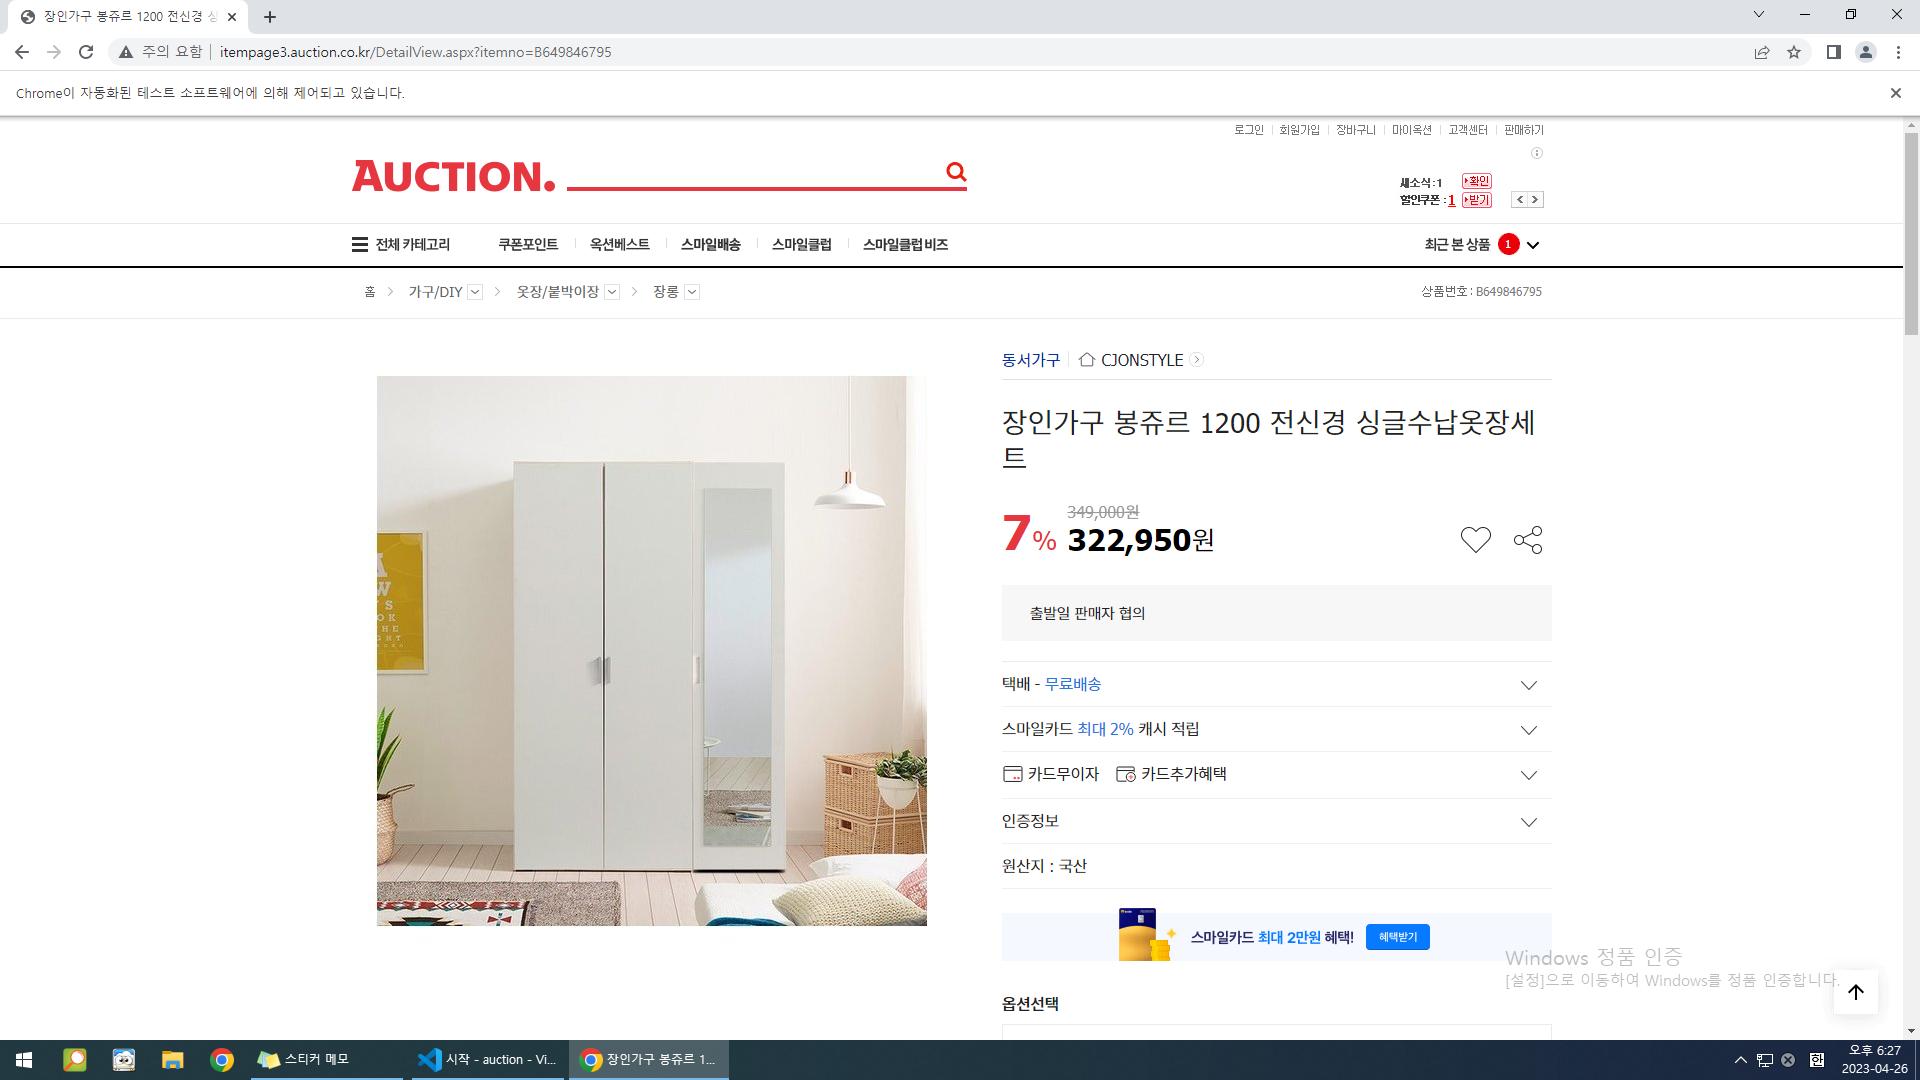 장인가구 봉쥬르 1200 전신경 싱
주의 요함 itempage3.auction.co.kr/DetailView.aspx?itemno=B649846795
Chrome이 자동화된 테스트 소프트웨어에 의해 제어되고 있습니다.
로그인 회원가입 장바구니 마이옥션 고객센터 판매하기
AUCTION.
새소식:1 확인
할인쿠폰:1 받기
전체 카테고리 쿠폰포인트 옥션베스트 스마일배송 스마일클럽 스마일클럽 비즈 최근 본 상품 1
홈 가구/DIY 옷장/붙박이장 장롱 상품번호 : B649846795
동서가구 CJONSTYLE
장인가구 봉쥬르 1200 전신경 싱글수납옷장세
트
349,000원
7% 322,950원
출발일 판매자 협의
택배 - 무료배송
스마일카드 최대 2% 캐시 적립
카드무이자 카드추가혜택
인증정보
원산지 : 국산
스마일카드 최대 2만원 혜택! 혜택받기
Windows 정품 인증
[설정]으로 이동하여 Windows를 정품 인증합니다.
옵션선택
스티커 메모 시작 - auction - Vi... 장인가구 봉쥬르 1... 한 오후 6:27
2023-04-26